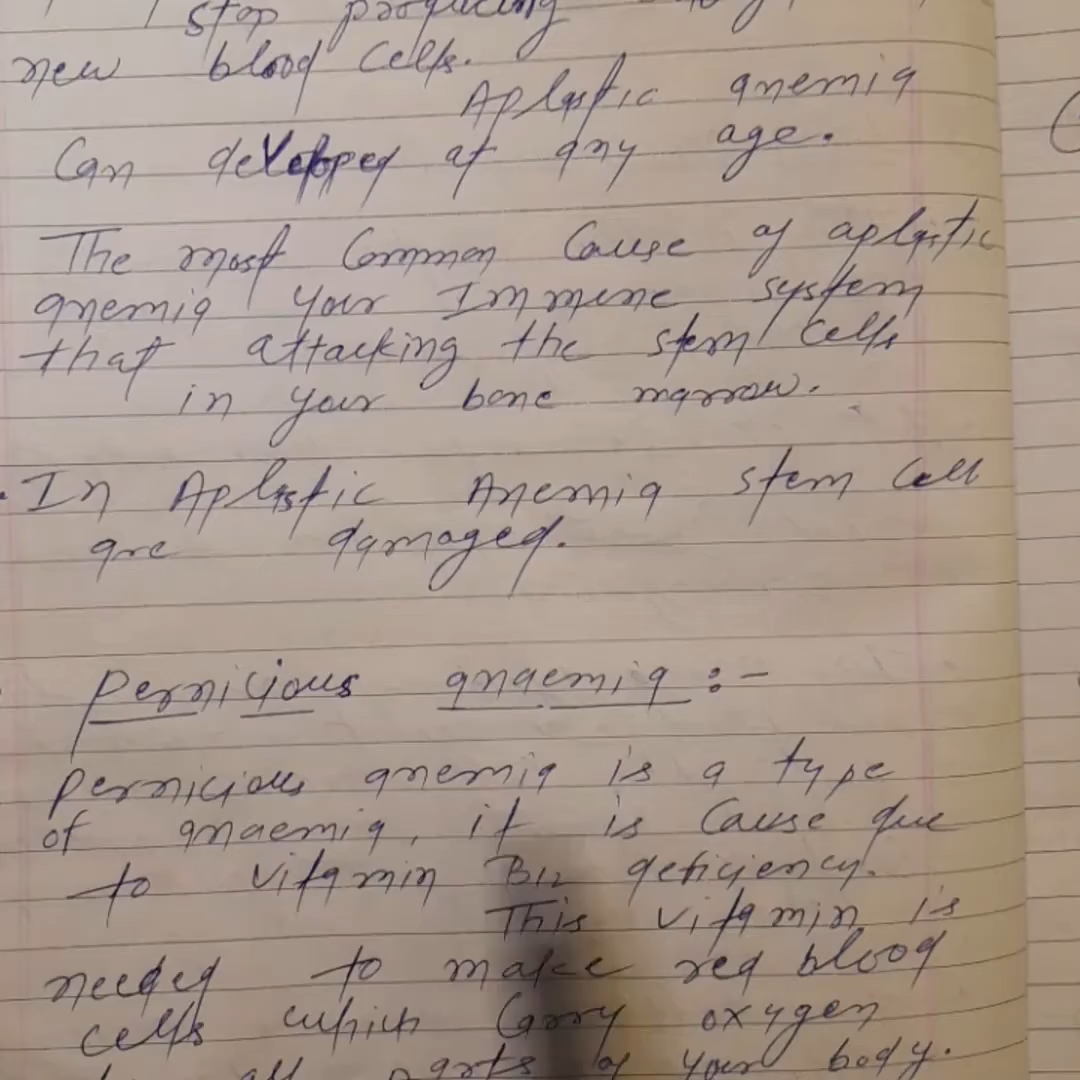 stop producing
new blood cells.
Aplastic anemia
Can developed at any age.
The most Common Cause of aplastic
anemia your Immune system
that attacking the stem cells
in your bone marrow.
In Aplastic Anemia stem cell
are damaged.
Pernicious anaemia :-
Pernicious anemia is a type
of anaemia, it is Cause due
to vitamin B12 deficiency.
This vitamin is
needed to make red blood
cells which Carry oxygen
all parts of your body.